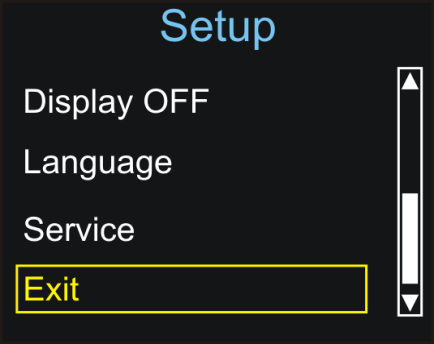 Setup
Display OFF
Language
Service
Exit